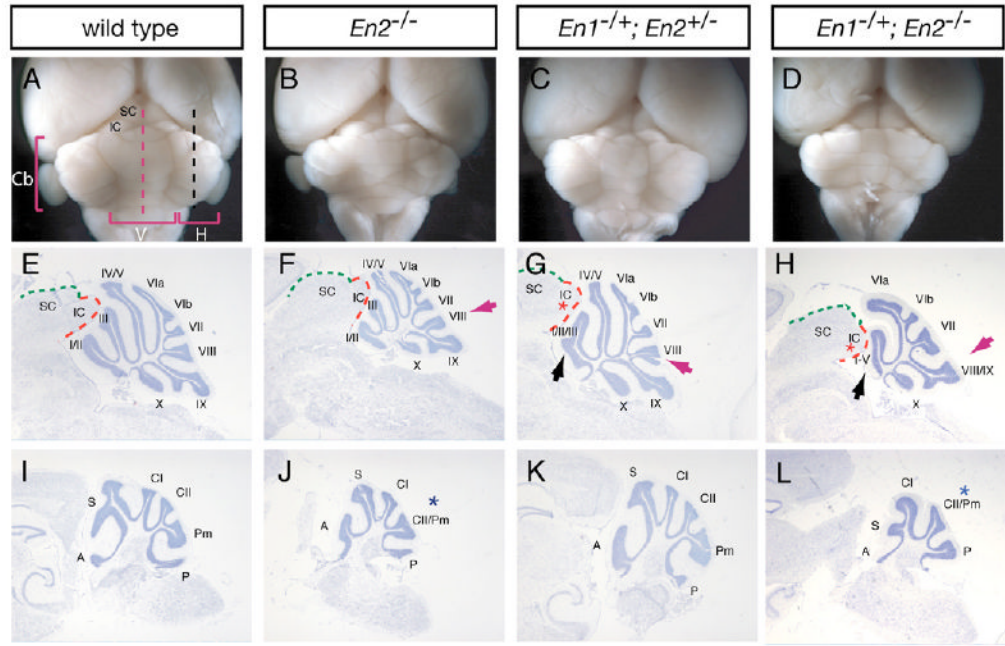 wild type
En2-/-
En1-/+; En2+/-
En1-/+; En2-/-
A
SC
IC
Cb
V
H
B
C
D
E
IV/V
VIa
VIb
SC
IC
III
VII
I/II
VIII
X
IX
F
IV/V
VIa
VIb
SC
IC
III
VII
VIII
I/II
X
IX
G
IV/V
VIa
SC
IC
*
VIb
I/II/III
VII
VIII
X
IX
H
VIa
VIb
SC
IC
*
VII
I-V
VIII/IX
X
I
S
CI
CII
Pm
A
P
J
S
CI
*
A
CII/Pm
P
K
S
CI
CII
A
Pm
P
L
CI
*
CII/Pm
S
A
P